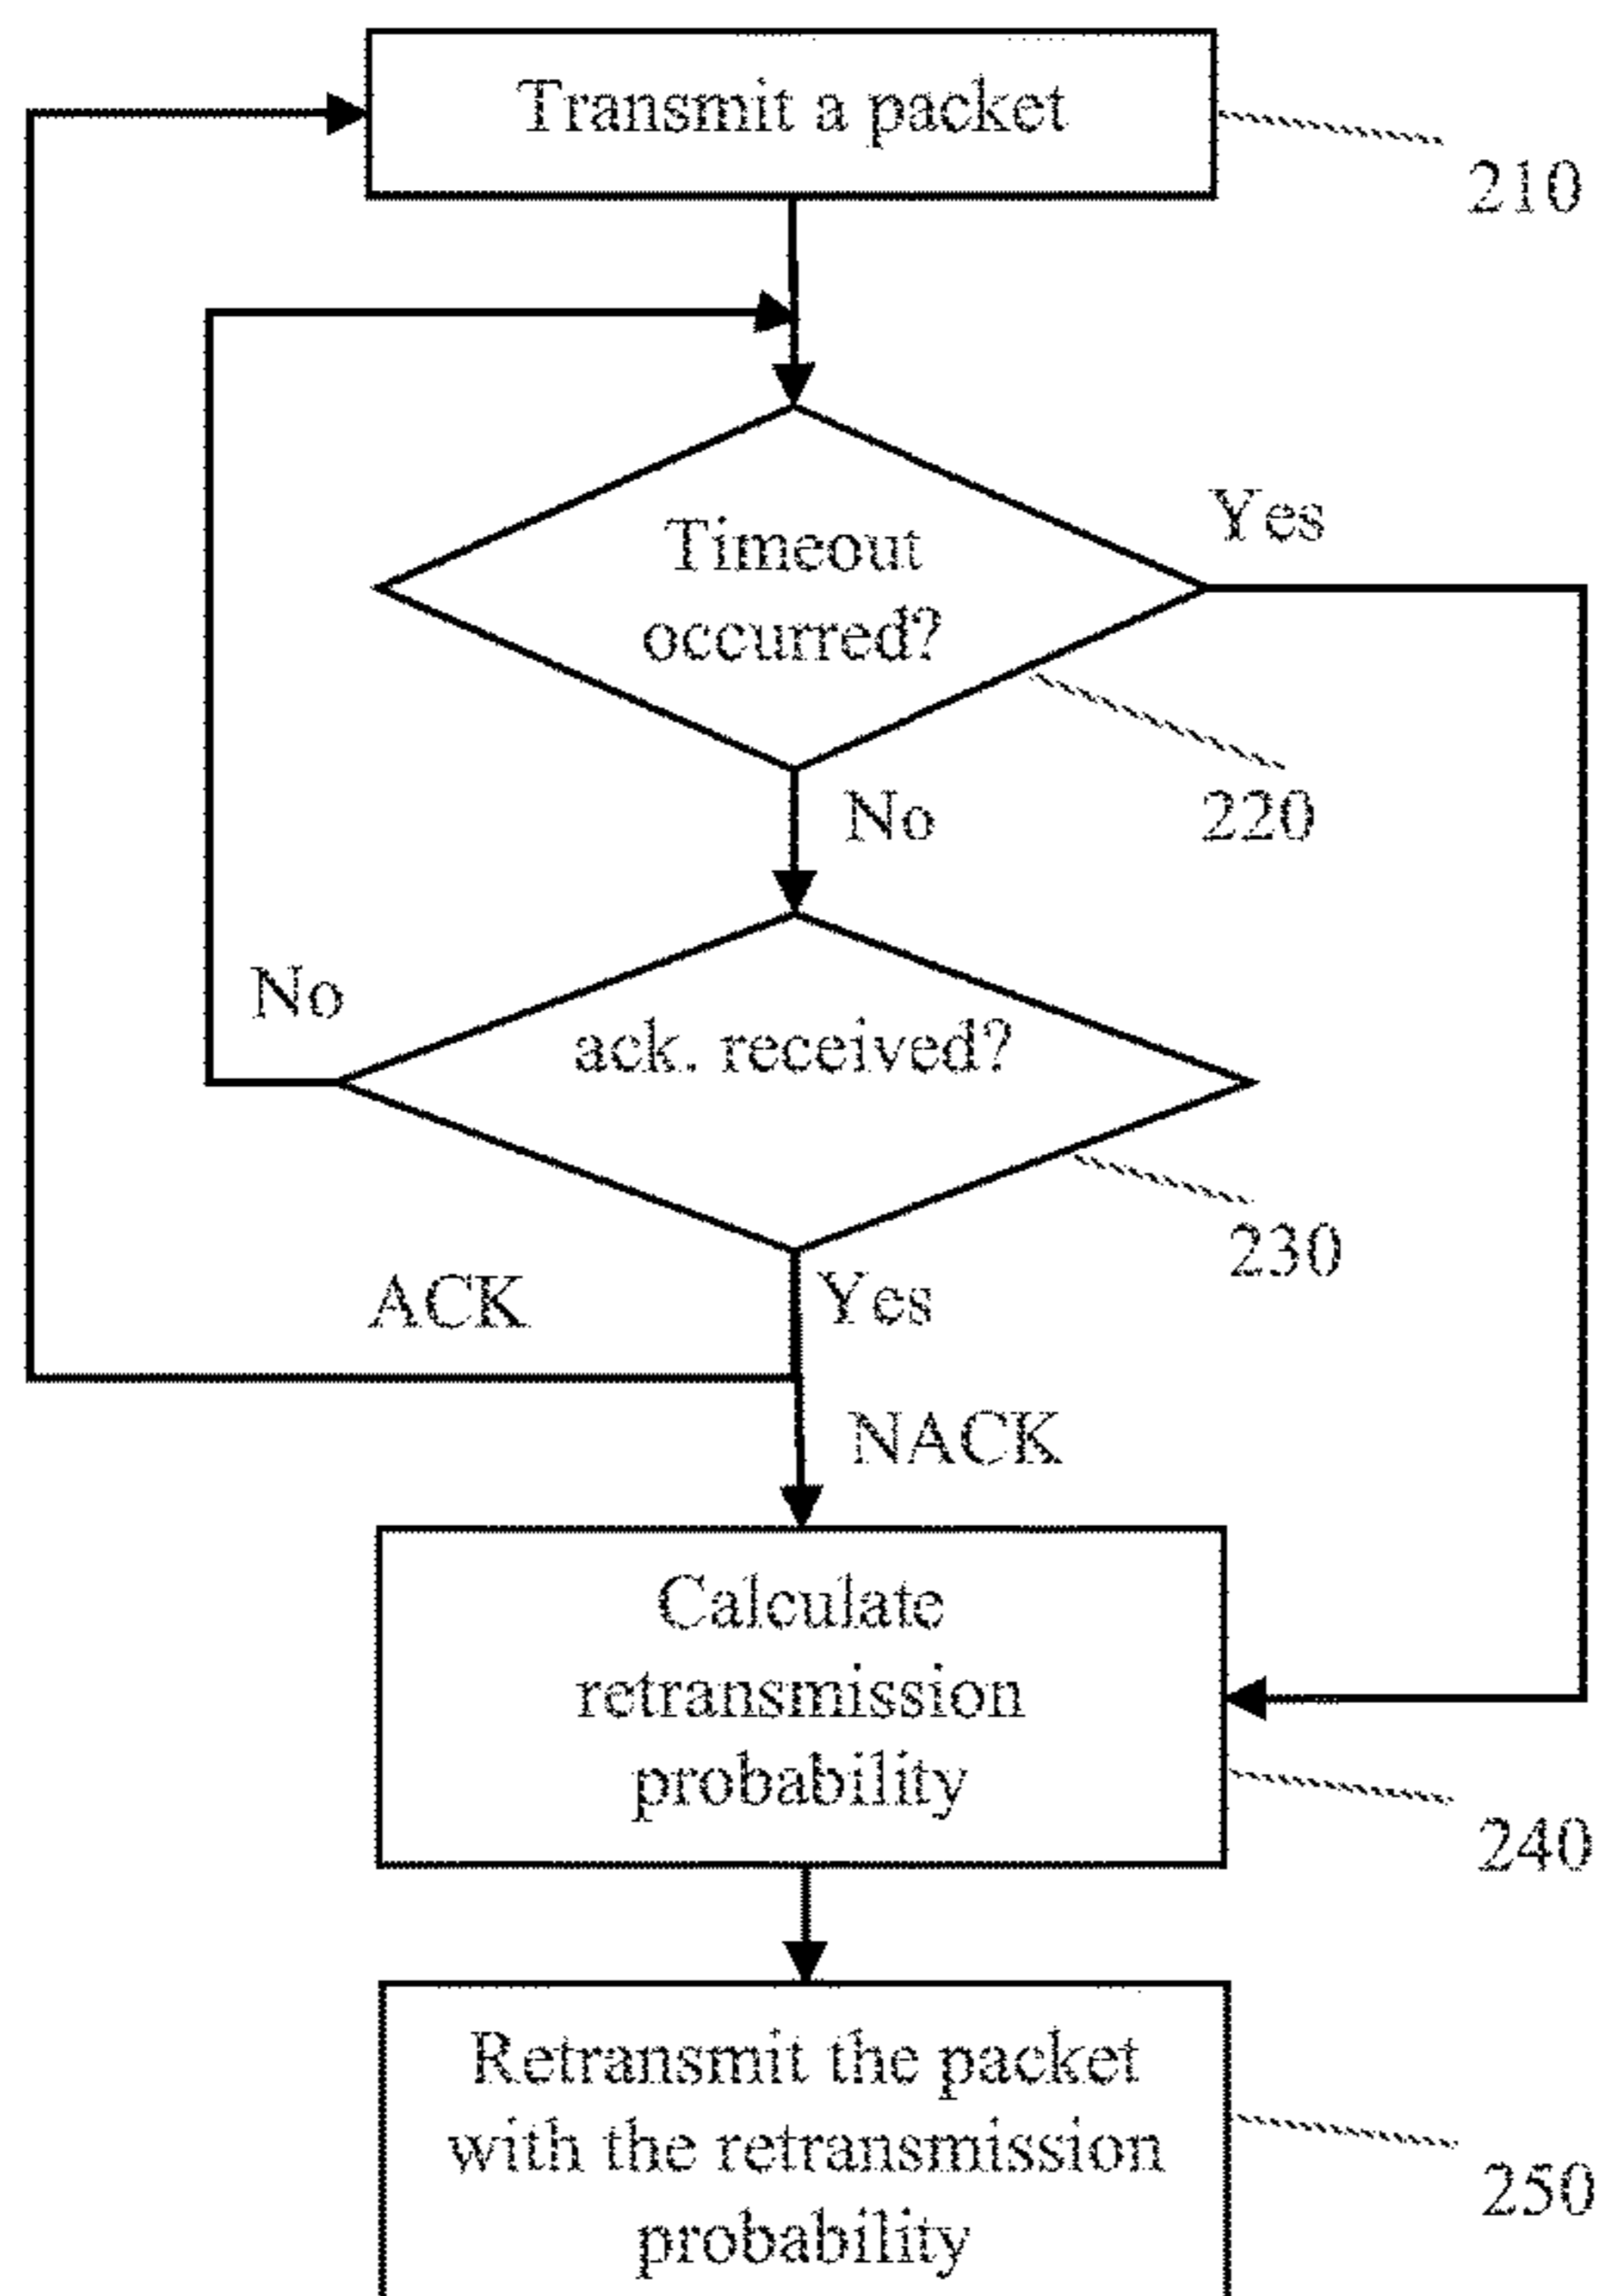 Transmit a packet
210
Yes
Timeout
occurred?
220
No
No
ack. received?
230
ACK
Yes
NACK
Calculate
retransmission
probability
240
Retransmit the packet
with the retransmission
probability
250